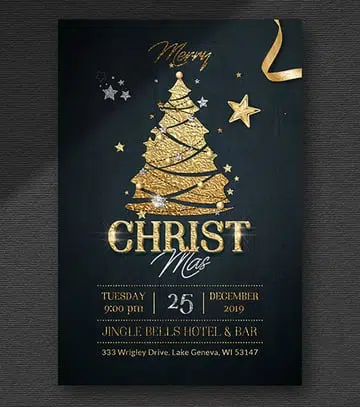 Merry
CHRIST
Mas
TUESDAY
9:00 pm
25
DECEMBER
2019
JINGLE BELLS HOTEL & BAR
333 Wrigley Drive, Lake Geneva, WI 53147